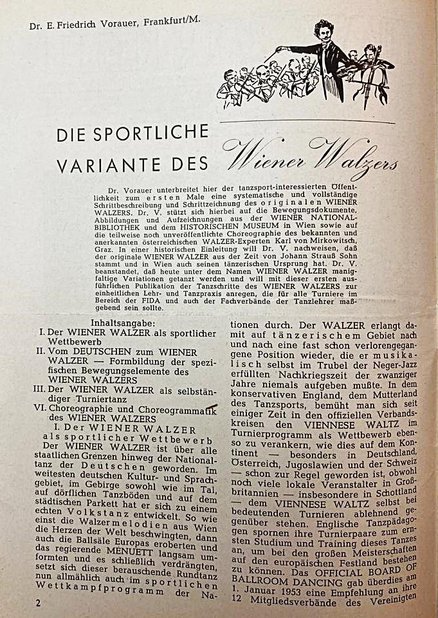 Dr. E. Friedrich Vorauer, Frankfurt/M.
DIE SPORTLICHE
VARIANTE DES Wiener Walzers
Dr. Vorauer unterbreitet hier der tanzsport-interessierten Öffent-
lichkeit zum ersten Male eine systematische und vollständige
Schrittbeschreibung und Schrittzeichnung des originalen WIENER
WALZERS. Dr. V. stützt sich hierbei auf die Bewegungsdokumente,
Abbildungen und Aufzeichnungen aus der WIENER NATIONAL-
BIBLIOTHEK und dem HISTORISCHEN MUSEUM in Wien sowie auf
die teilweise noch unveröffentlichte Choreographie des bekannten und
anerkannten österreichischen WALZER-Experten Karl von Mirkowitsch,
Graz. In einer historischen Einleitung will Dr. V. nachweisen, daß
der originale WIENER WALZER aus der Zeit von Johann Strauß Sohn
stammt und in Wien auch seinen tänzerischen Ursprung hat. Dr. V.
beanstandet, daß heute unter dem Namen WIENER WALZER manig-
faltige Variationen getanzt werden und will mit dieser ersten aus-
führlichen Publikation der Tanzschritte des WIENER WALZERS zur
einheitlichen Lehr- und Tanzpraxis anregen, die für alle Turniere im
Bereich der FIDA und auch der Fachverbände der Tanzlehrer maß-
gebend sein sollte.
Inhaltsangabe:
I. Der WIENER WALZER als sportlicher
Wettbewerb
II. Vom DEUTSCHEN zum WIENER
WALZER — Formbildung der spezi-
fischen Bewegungselemente des
WIENER WALZERS
III. Der WIENER WALZER als selbstän-
diger Turniertanz
VI. Choreographie und Choreogrammatik
des WIENER WALZERS
I. Der WIENER WALZER
als sportlicher Wettbewerb
Der WIENER WALZER ist über alle
staatlichen Grenzen hinweg der National-
tanz der Deutschen geworden. Im
weitesten deutschen Kultur- und Sprach-
gebiet, im Gebirge sowohl wie im Tal,
auf dörflichen Tanzböden und auf dem
städtischen Parkett hat er sich zu einem
echten Volkstanz entwickelt. So wie
einst die Walzermelodien aus Wien
die Herzen der Welt beschwingten, dann
auch die Ballsäle Europas eroberten und
das regierende MENUETT langsam um-
formten und es schließlich verdrängten,
setzt sich dieser berauschende Rundtanz
nun allmählich auch im sportlichen
Wettkampfprogramm der Na-
2
tionen durch. Der WALZER erlangt da-
mit auf tänzerischem Gebiet nach
und nach eine fast schon verlorengegan-
gene Position wieder, die er musika-
lisch selbst im Trubel der Neger-Jazz
erfüllten Nachkriegszeit der zwanziger
Jahre niemals aufgeben mußte. In dem
konservativen England, dem Mutterland
des Tanzsports, bemüht man sich seit
einiger Zeit in den offiziellen Verbands-
kreisen den VIENNESE WALTZ im
Turnierprogramm als Wettbewerb eben-
so zu verankern, wie dies auf dem Kon-
tinent — besonders in Deutschland,
Österreich, Jugoslawien und der Schweiz
— schon zur Regel geworden ist, obwohl
noch viele lokale Veranstalter in Groß-
britannien — insbesondere in Schottland
— dem VIENNESE WALTZ selbst bei
bedeutenden Turnieren ablehnend ge-
genüber stehen. Englische Tanzpädago-
gen spornen ihre Turnierpaare zum ern-
sten Studium und Training dieses Tanzes
an, um bei den großen Meisterschaften
auf den europäischen Festland bestehen
zu können. Das OFFICIAL BOARD OF
BALLROOM DANCING gab überdies am
1. Januar 1953 eine Empfehlung an ihre
12 Mitgliedsverbände des Vereinigten